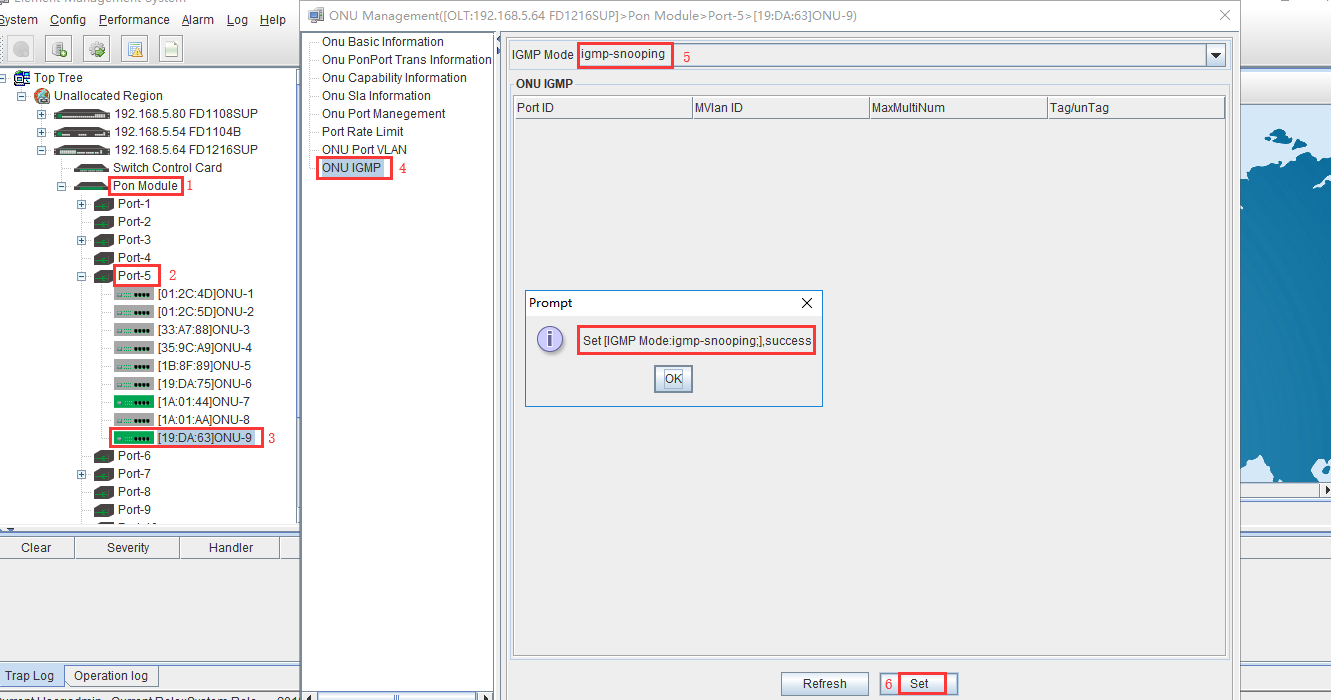 Element Management System
System Config Performance Alarm Log Help
Top Tree
Unallocated Region
192.168.5.80 FD1108SUP
192.168.5.54 FD1104B
192.168.5.64 FD1216SUP
Switch Control Card
Pon Module 1
Port-1
Port-2
Port-3
Port-4
Port-5 2
[01:2C:4D]ONU-1
[01:2C:5D]ONU-2
[33:A7:88]ONU-3
[35:9C:A9]ONU-4
[1B:8F:89]ONU-5
[19:DA:75]ONU-6
[1A:01:44]ONU-7
[1A:01:AA]ONU-8
[19:DA:63]ONU-9 3
Port-6
Port-7
Port-8
Port-9
Clear Severity Handler
Trap Log Operation log
ONU Management([OLT:192.168.5.64 FD1216SUP]>Pon Module>Port-5>[19:DA:63]ONU-9)
Onu Basic Information
Onu PonPort Trans Information
Onu Capability Information
Onu Sla Information
Onu Port Menagement
Port Rate Limit
ONU Port VLAN
ONU IGMP 4
IGMP Mode igmp-snooping 5
ONU IGMP
Port ID MVlan ID MaxMultiNum Tag/unTag
Prompt
Set [IGMP Mode:igmp-snooping;],success
OK
Refresh 6 Set